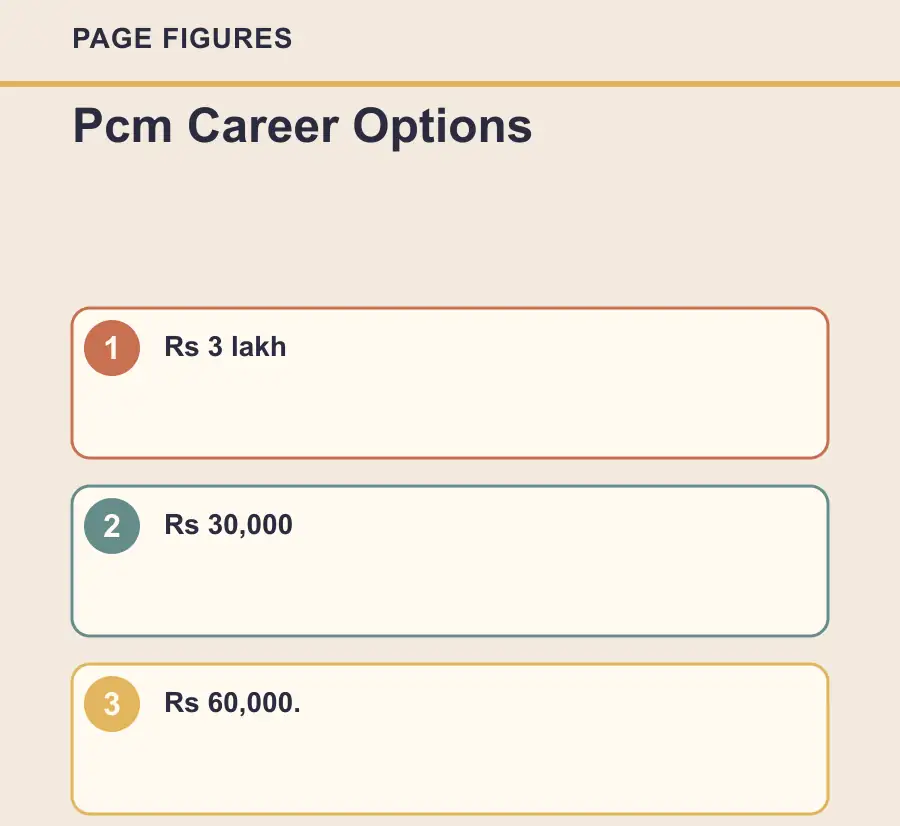 PAGE FIGURES
Pcm Career Options
1 Rs 3 lakh
2 Rs 30,000
3 Rs 60,000.